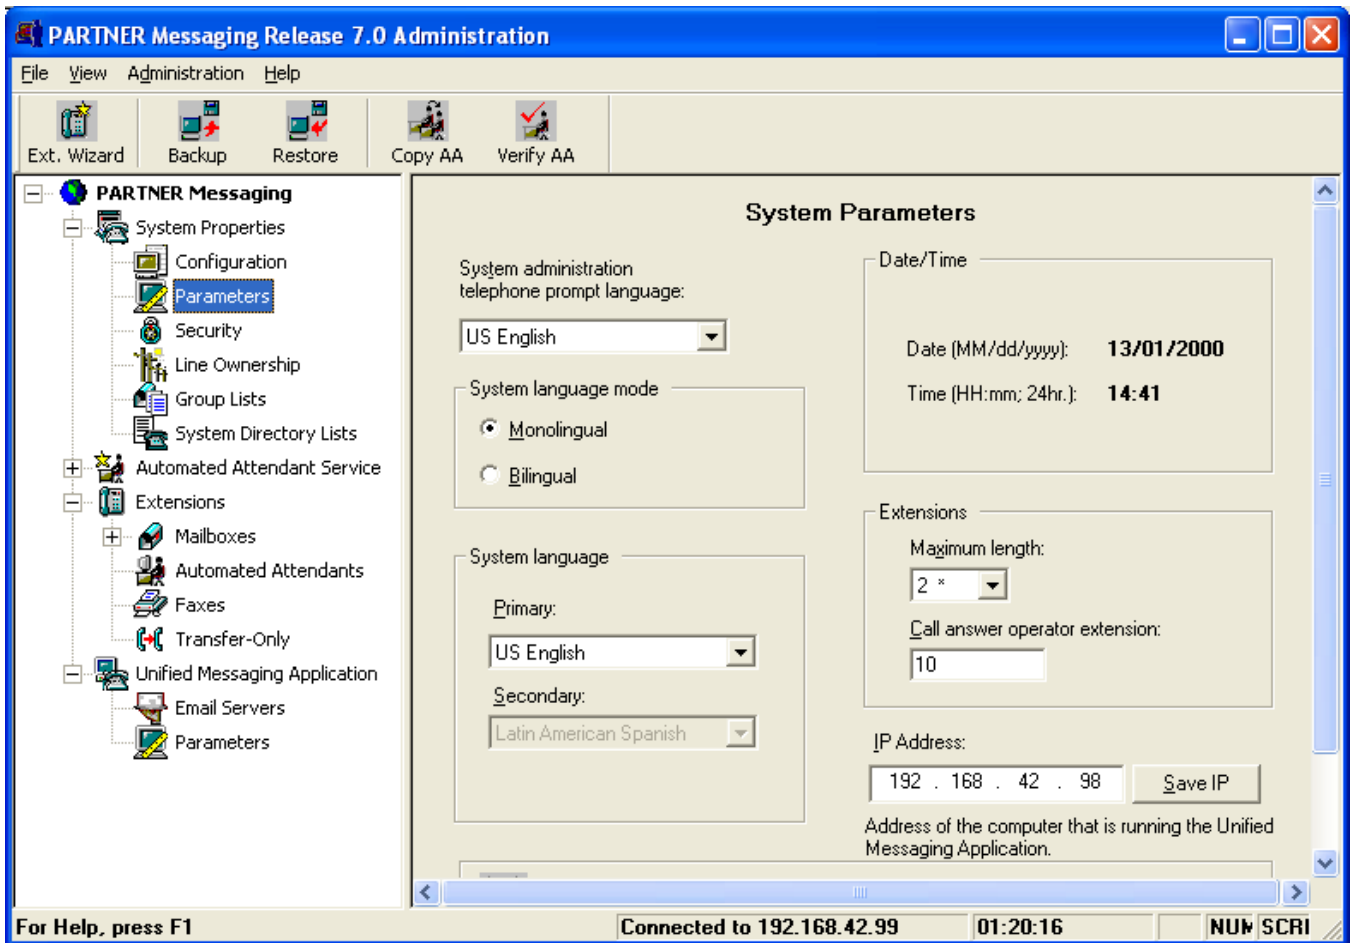 PARTNER Messaging Release 7.0 Administration
File View Administration Help
Ext. Wizard Backup Restore Copy AA Verify AA
PARTNER Messaging
System Properties
Configuration
Parameters
Security
Line Ownership
Group Lists
System Directory Lists
Automated Attendant Service
Extensions
Mailboxes
Automated Attendants
Faxes
Transfer-Only
Unified Messaging Application
Email Servers
Parameters
System Parameters
System administration
telephone prompt language:
US English
System language mode
Monolingual
Bilingual
System language
Primary:
US English
Secondary:
Latin American Spanish
Date/Time
Date (MM/dd/yyyy): 13/01/2000
Time (HH:mm; 24hr.): 14:41
Extensions
Maximum length:
2 *
Call answer operator extension:
10
IP Address:
192 . 168 . 42 . 98 Save IP
Address of the computer that is running the Unified
Messaging Application.
For Help, press F1 Connected to 192.168.42.99 01:20:16 NUM SCRI